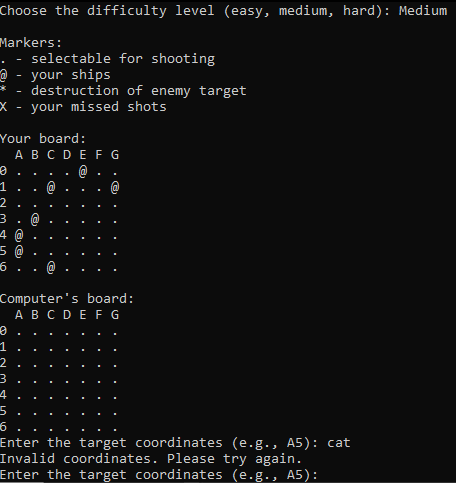 Choose the difficulty level (easy, medium, hard): Medium
Markers:
. - selectable for shooting
@ - your ships
* - destruction of enemy target
X - your missed shots
Your board:
  A B C D E F G
0 . . . . @ . .
1 . . @ . . . @
2 . . . . . . .
3 . @ . . . . .
4 @ . . . . . .
5 @ . . . . . .
6 . . @ . . . .
Computer's board:
  A B C D E F G
0 . . . . . . .
1 . . . . . . .
2 . . . . . . .
3 . . . . . . .
4 . . . . . . .
5 . . . . . . .
6 . . . . . . .
Enter the target coordinates (e.g., A5): cat
Invalid coordinates. Please try again.
Enter the target coordinates (e.g., A5):